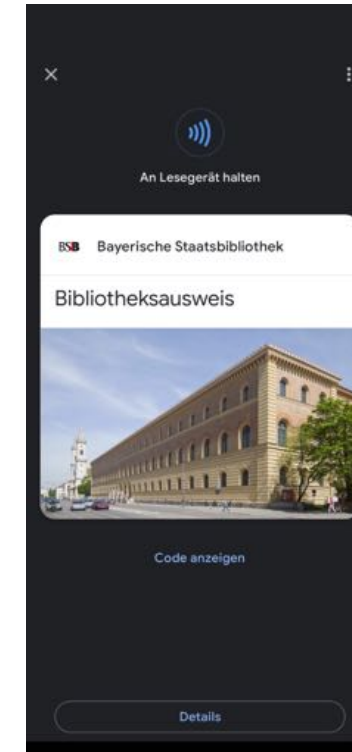 An Lesegerät halten
BSB Bayerische Staatsbibliothek
Bibliotheksausweis
Code anzeigen
Details